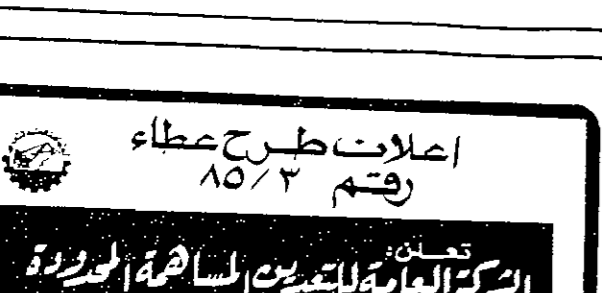 اعلان طرح عطاء
رقم ٨٥/٣
تعلن:
الشركة العامة للتعدين المساهمة المحدودة